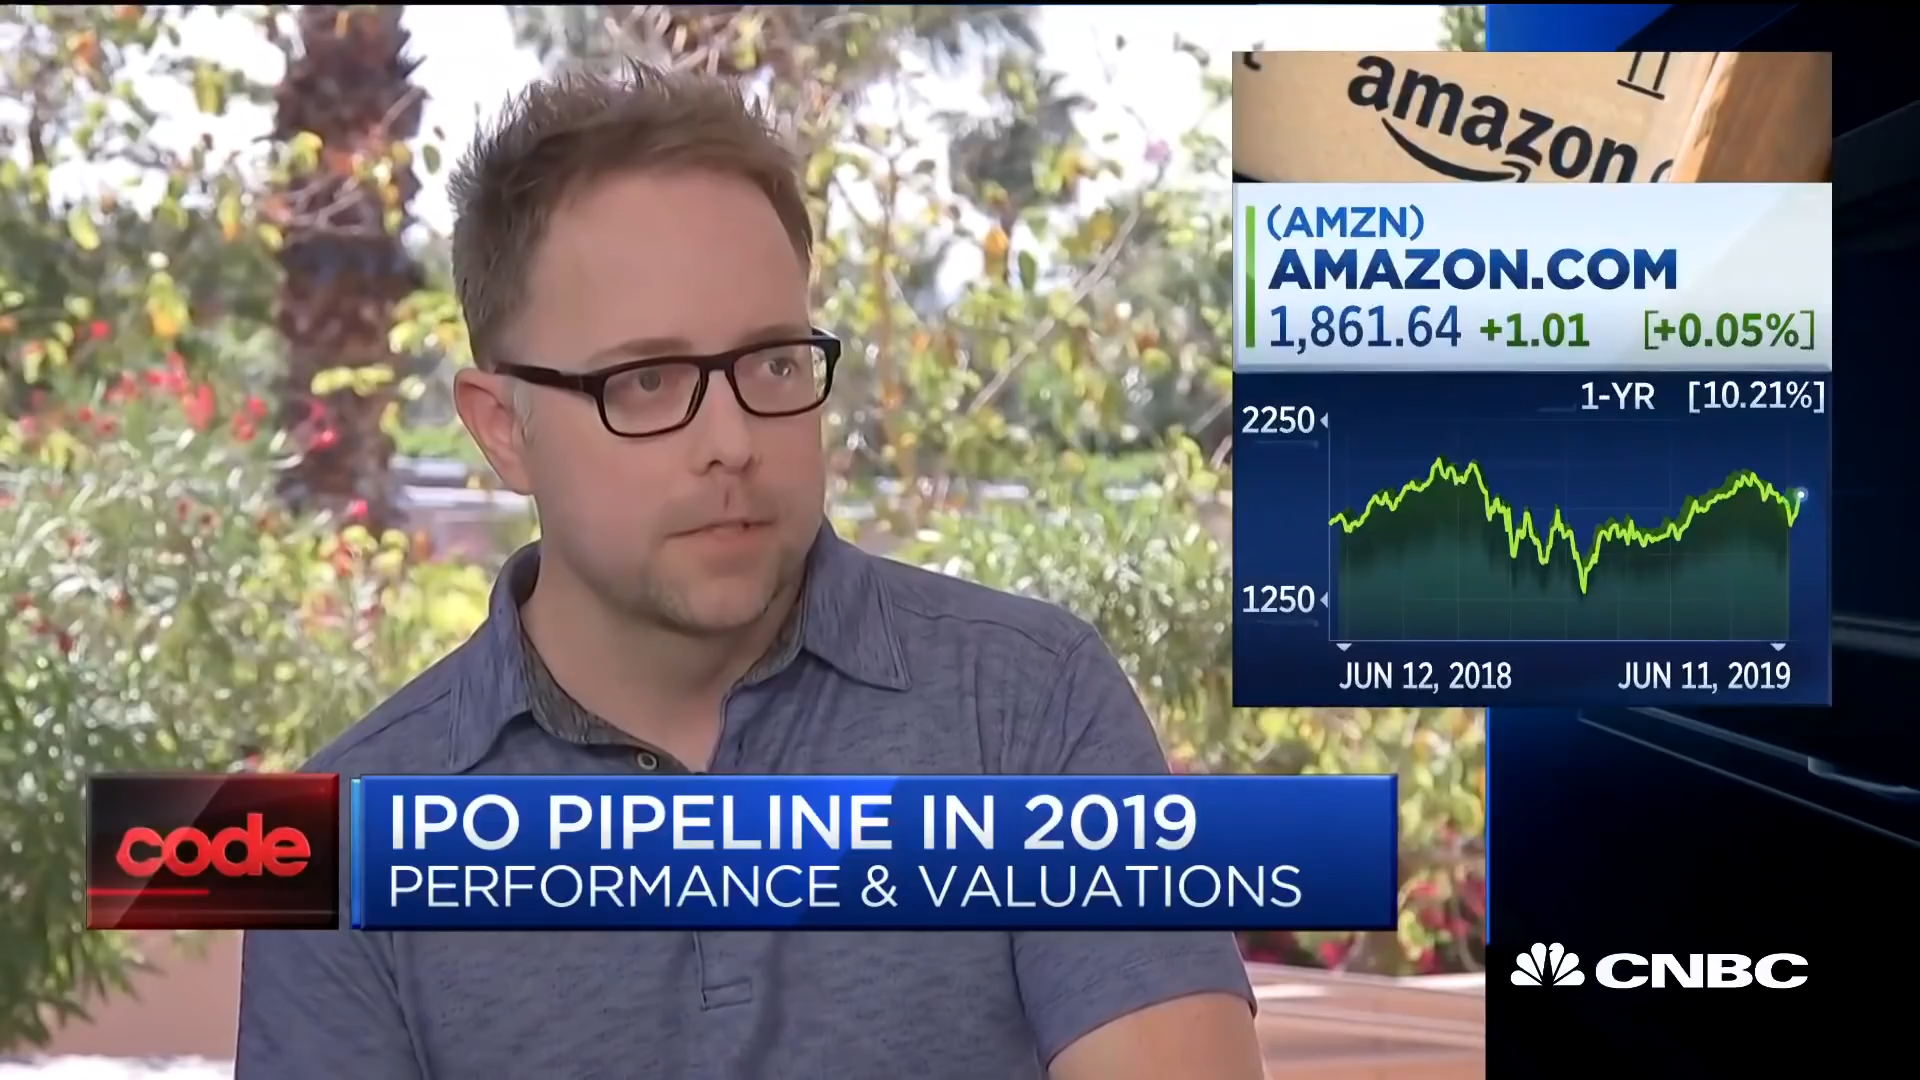 amazon
(AMZN)
AMAZON.COM
1,861.64 +1.01 [+0.05%]
1-YR [10.21%]
2250
1250
JUN 12, 2018 JUN 11, 2019
code
IPO PIPELINE IN 2019
PERFORMANCE & VALUATIONS
CNBC